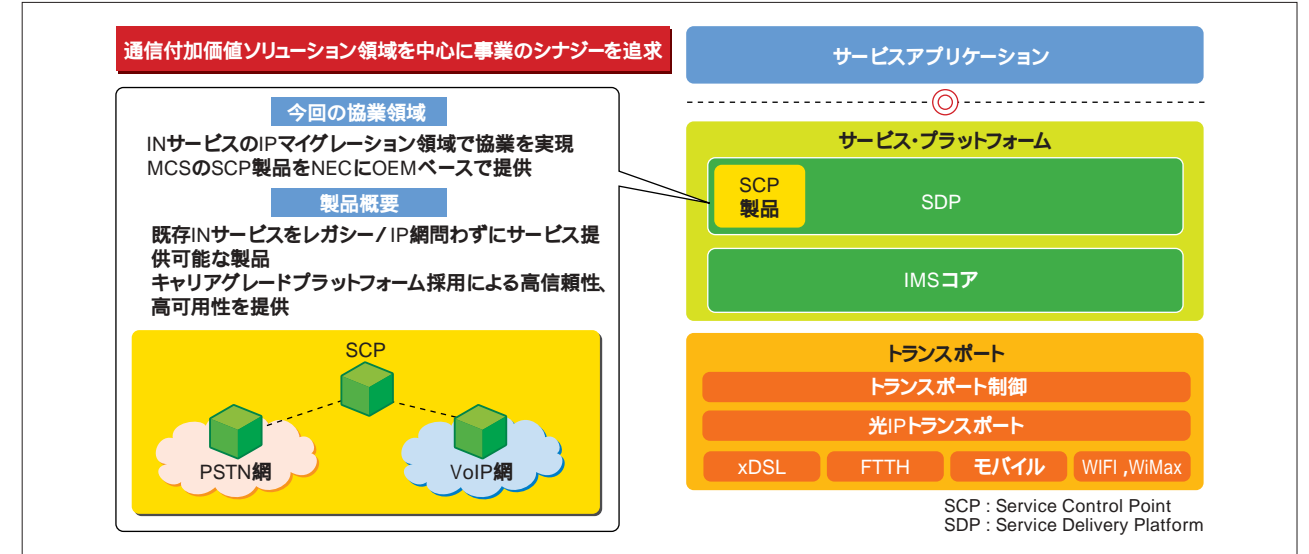 通信付加価値ソリューション領域を中心に事業のシナジーを追求
今回の協業領域
INサービスのIPマイグレーション領域で協業を実現
MCSのSCP製品をNECにOEMベースで提供
製品概要
既存INサービスをレガシー/IP網問わずにサービス提
供可能な製品
キャリアグレードプラットフォーム採用による高信頼性、
高可用性を提供
SCP
PSTN網
VoIP網
サービスアプリケーション
サービス・プラットフォーム
SCP
製品
SDP
IMSコア
トランスポート
トランスポート制御
光IPトランスポート
xDSL
FTTH
モバイル
WIFI ,WiMax
SCP : Service Control Point
SDP : Service Delivery Platform